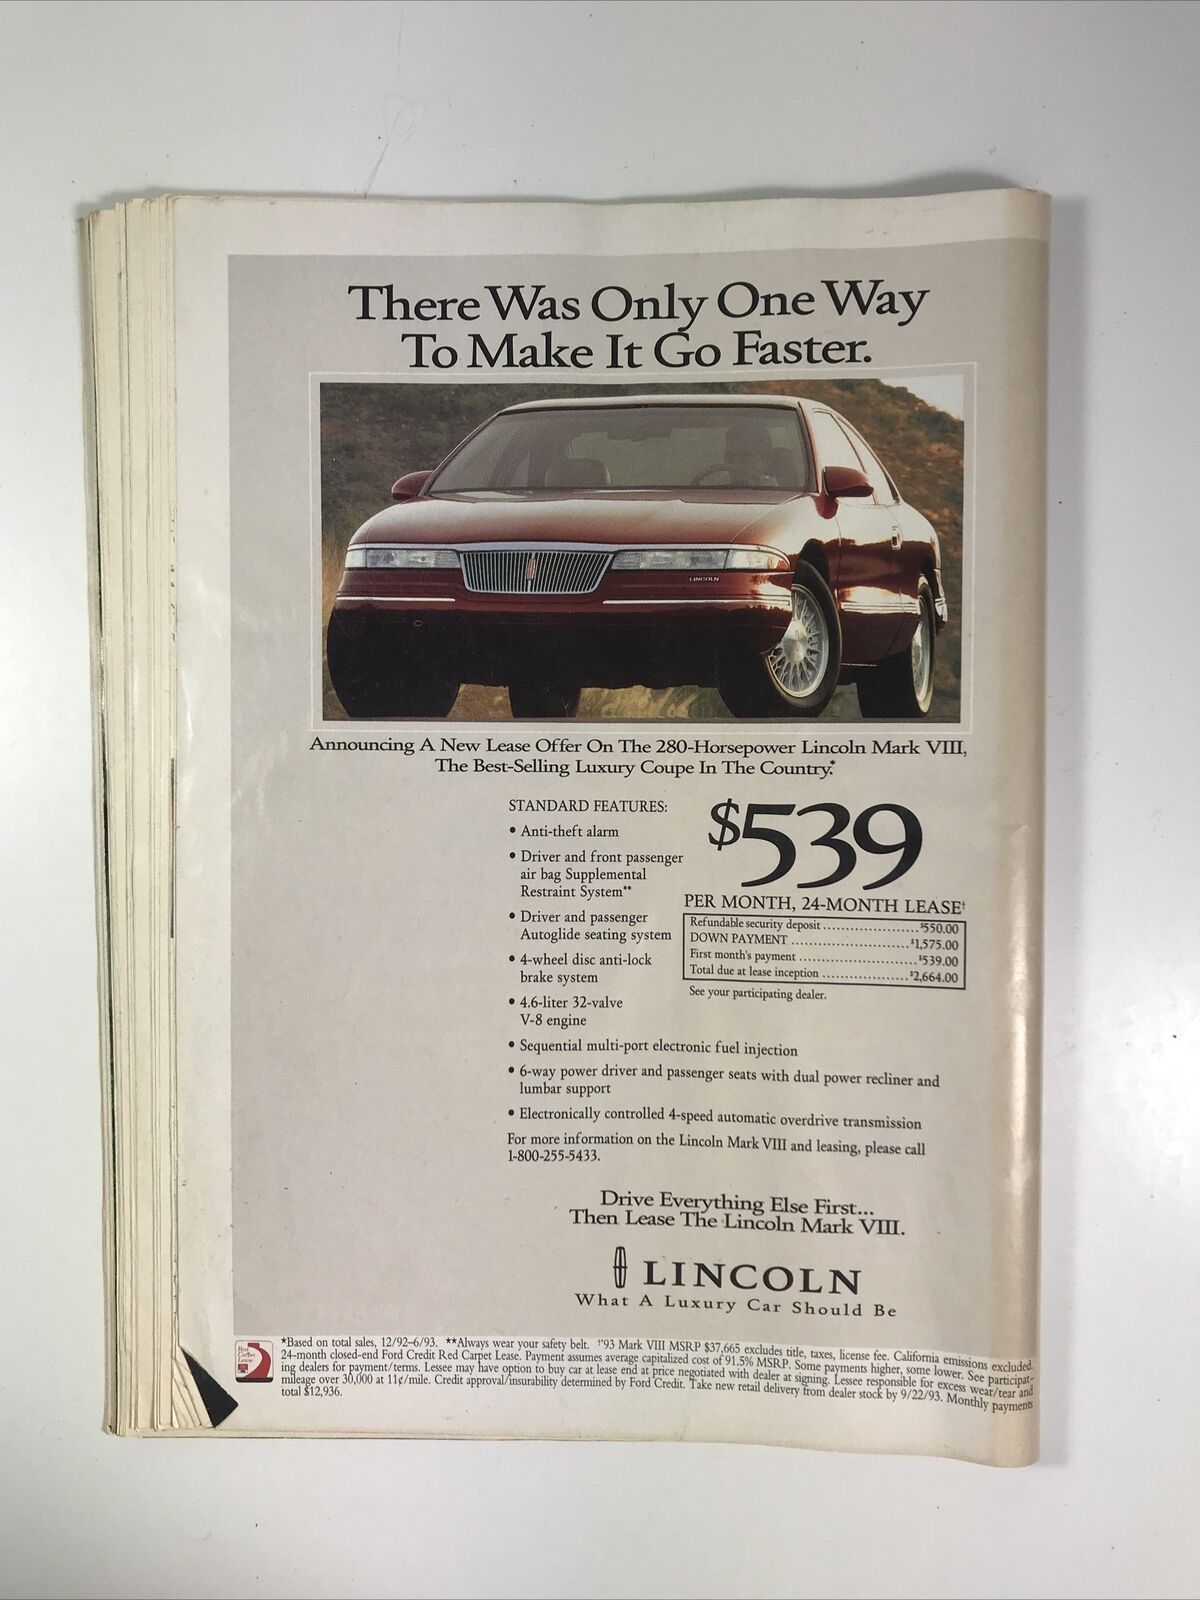 There Was Only One Way
To Make It Go Faster.
LINCOLN
Announcing A New Lease Offer On The 280-Horsepower Lincoln Mark VIII,
The Best-Selling Luxury Coupe In The Country.*
STANDARD FEATURES:
• Anti-theft alarm
• Driver and front passenger
air bag Supplemental
Restraint System**
• Driver and passenger
Autoglide seating system
• 4-wheel disc anti-lock
brake system
• 4.6-liter 32-valve
V-8 engine
• Sequential multi-port electronic fuel injection
• 6-way power driver and passenger seats with dual power recliner and
lumbar support
• Electronically controlled 4-speed automatic overdrive transmission
$539
PER MONTH, 24-MONTH LEASE†
Refundable security deposit ..................... $550.00
DOWN PAYMENT ..................... $1,575.00
First month's payment ..................... $539.00
Total due at lease inception ..................... $2,664.00
See your participating dealer.
For more information on the Lincoln Mark VIII and leasing, please call
1-800-255-5433.
Drive Everything Else First...
Then Lease The Lincoln Mark VIII.
LINCOLN
What A Luxury Car Should Be
Red
Carpet
Lease
*Based on total sales, 12/92–6/93. **Always wear your safety belt. †'93 Mark VIII MSRP $37,665 excludes title, taxes, license fee. California emissions excluded.
24-month closed-end Ford Credit Red Carpet Lease. Payment assumes average capitalized cost of 91.5% MSRP. Some payments higher, some lower. See participat-
ing dealers for payment/terms. Lessee may have option to buy car at lease end at price negotiated with dealer at signing. Lessee responsible for excess wear/tear and
mileage over 30,000 at 11¢/mile. Credit approval/insurability determined by Ford Credit. Take new retail delivery from dealer stock by 9/22/93. Monthly payments
total $12,936.